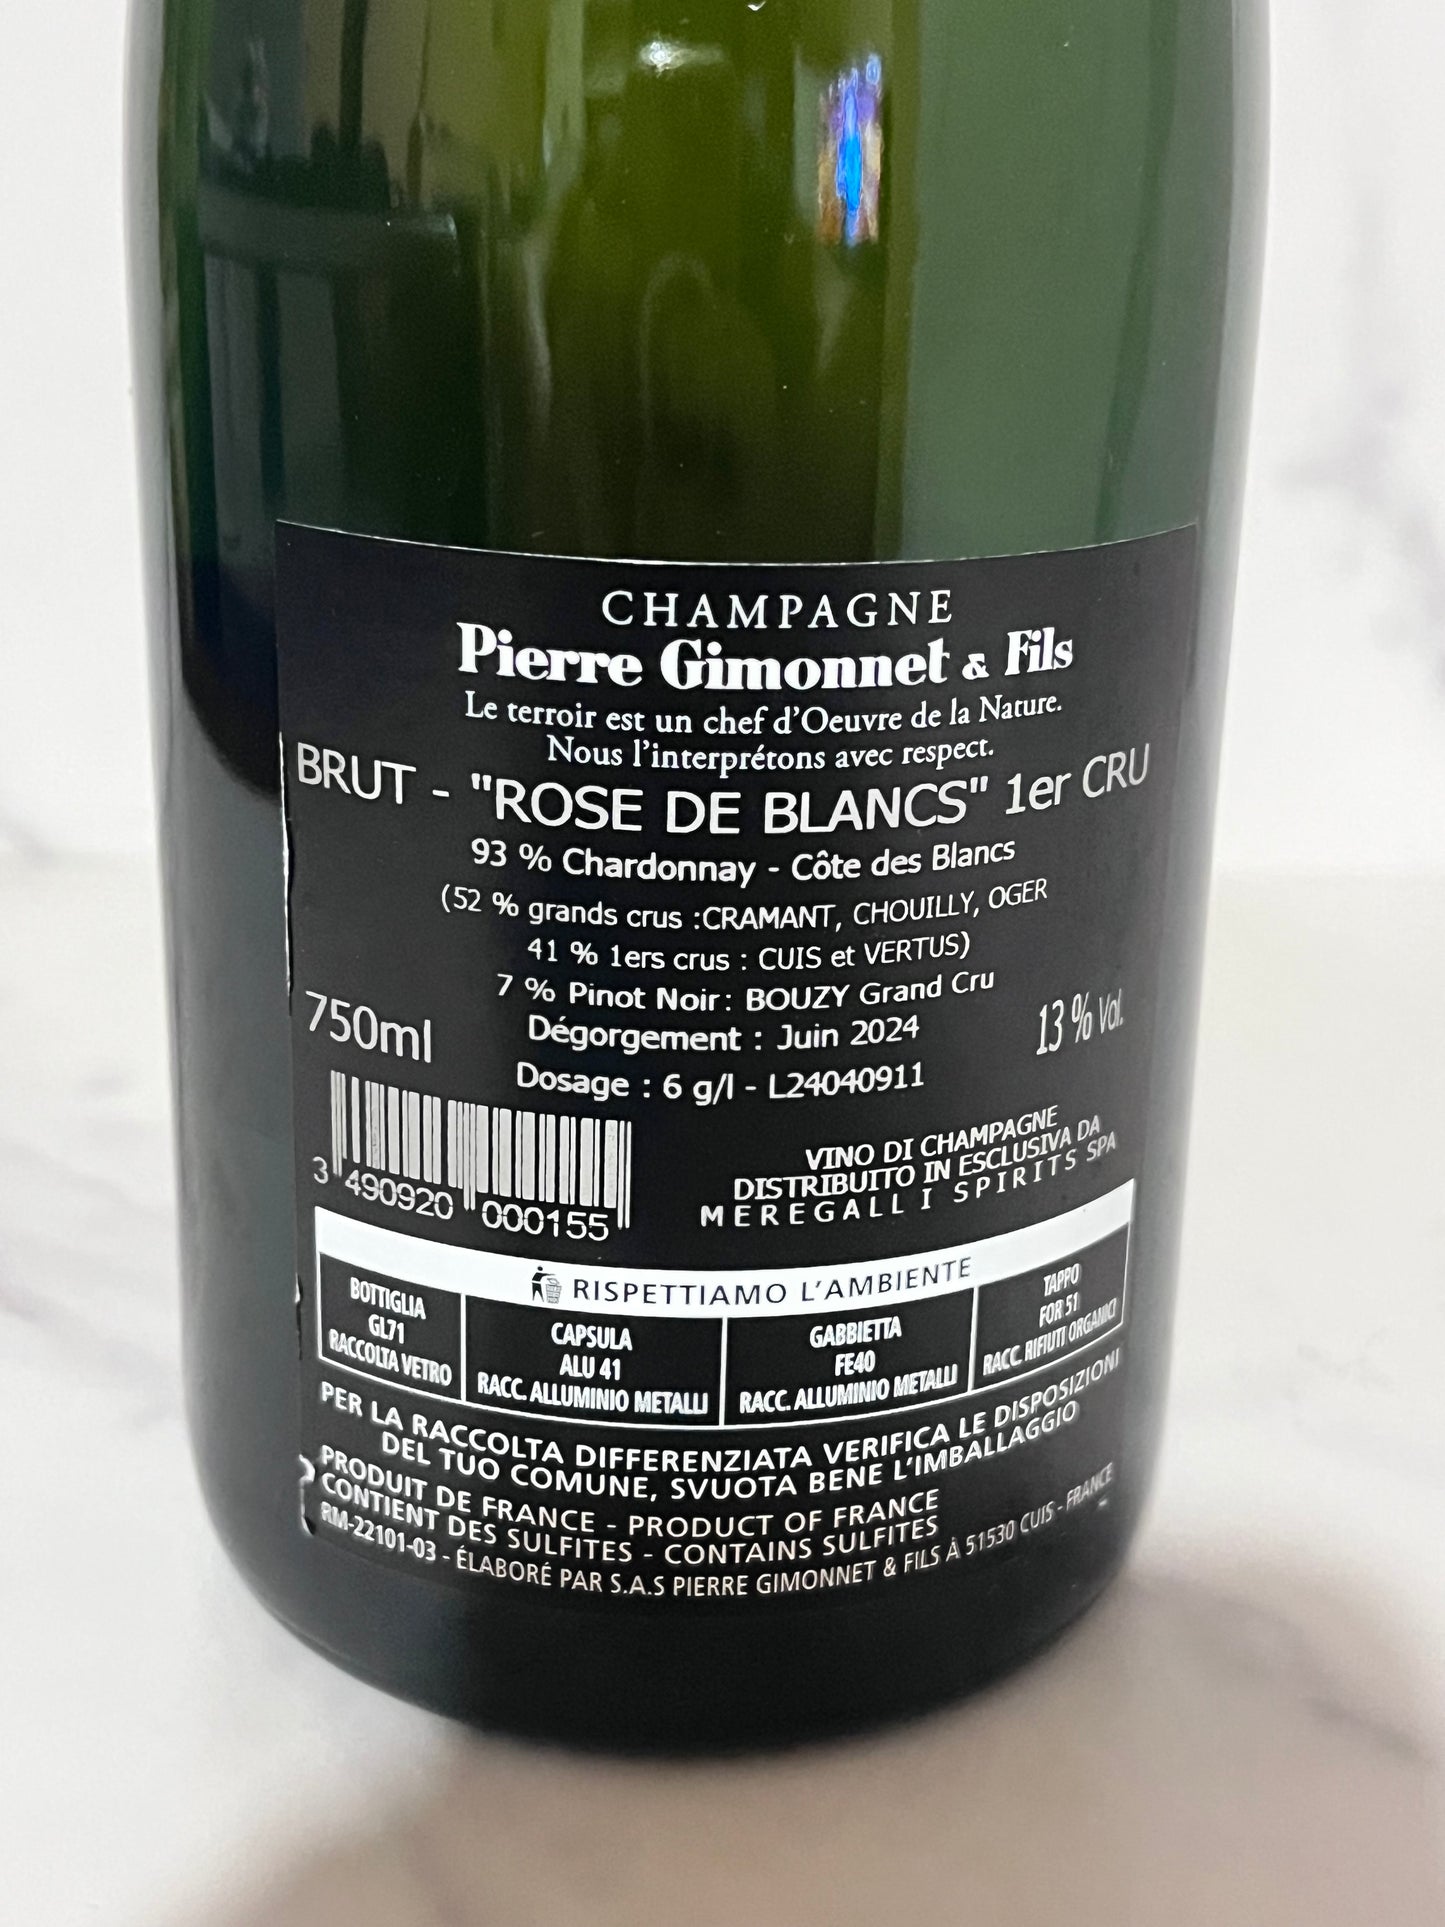 CHAMPAGNE
Pierre Gimonnet & Fils
Le terroir est un chef d'Oeuvre de la Nature.
Nous l'interprétons avec respect.
BRUT - "ROSE DE BLANCS" 1er CRU
93 % Chardonnay - Côte des Blancs
(52 % grands crus :CRAMANT, CHOUILLY, OGER
41 % 1ers crus : CUIS et VERTUS)
7 % Pinot Noir: BOUZY Grand Cru
Dégorgement : Juin 2024
Dosage : 6 g/l - L24040911
750ml
13 % Vol.
3 490920 000155
VINO DI CHAMPAGNE
DISTRIBUITO IN ESCLUSIVA DA
MEREGALLI SPIRITS SPA
RISPETTIAMO L'AMBIENTE
BOTTIGLIA
GL71
RACCOLTA VETRO
CAPSULA
ALU 41
RACC. ALLUMINIO METALLI
GABBIETTA
FE40
RACC. ALLUMINIO METALLI
TAPPO
FOR 51
RACC. RIFIUTI ORGANICI
PER LA RACCOLTA DIFFERENZIATA VERIFICA LE DISPOSIZIONI
DEL TUO COMUNE, SVUOTA BENE L'IMBALLAGGIO
PRODUIT DE FRANCE - PRODUCT OF FRANCE
CONTIENT DES SULFITES - CONTAINS SULFITES
RM-22101-03 - ÉLABORÉ PAR S.A.S PIERRE GIMONNET & FILS À 51530 CUIS - FRANCE